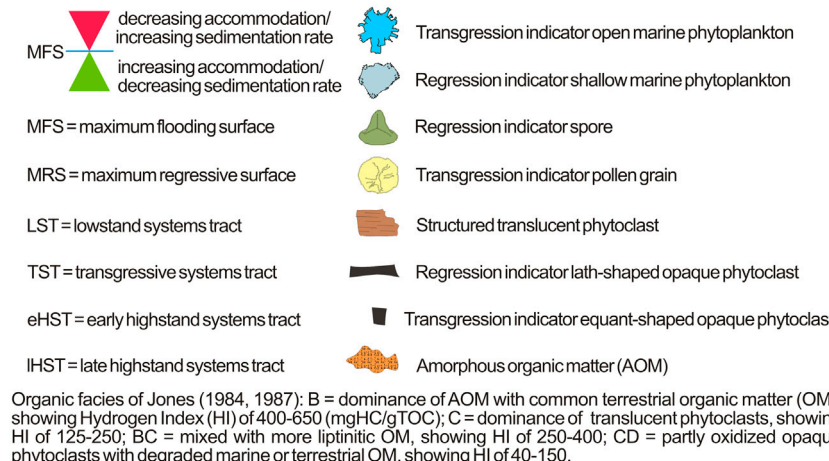 decreasing accommodation/
increasing sedimentation rate
MFS
increasing accommodation/
decreasing sedimentation rate
MFS = maximum flooding surface
MRS = maximum regressive surface
LST = lowstand systems tract
TST = transgressive systems tract
eHST = early highstand systems tract
lHST = late highstand systems tract
Transgression indicator open marine phytoplankton
Regression indicator shallow marine phytoplankton
Regression indicator spore
Transgression indicator pollen grain
Structured translucent phytoclast
Regression indicator lath-shaped opaque phytoclast
Transgression indicator equant-shaped opaque phytoclas
Amorphous organic matter (AOM)
Organic facies of Jones (1984, 1987): B = dominance of AOM with common terrestrial organic matter (OM
showing Hydrogen Index (HI) of 400-650 (mgHC/gTOC); C = dominance of translucent phytoclasts, showin
HI of 125-250; BC = mixed with more liptinitic OM, showing HI of 250-400; CD = partly oxidized opaqu
phytoclasts with degraded marine or terrestrial OM, showing HI of 40-150.